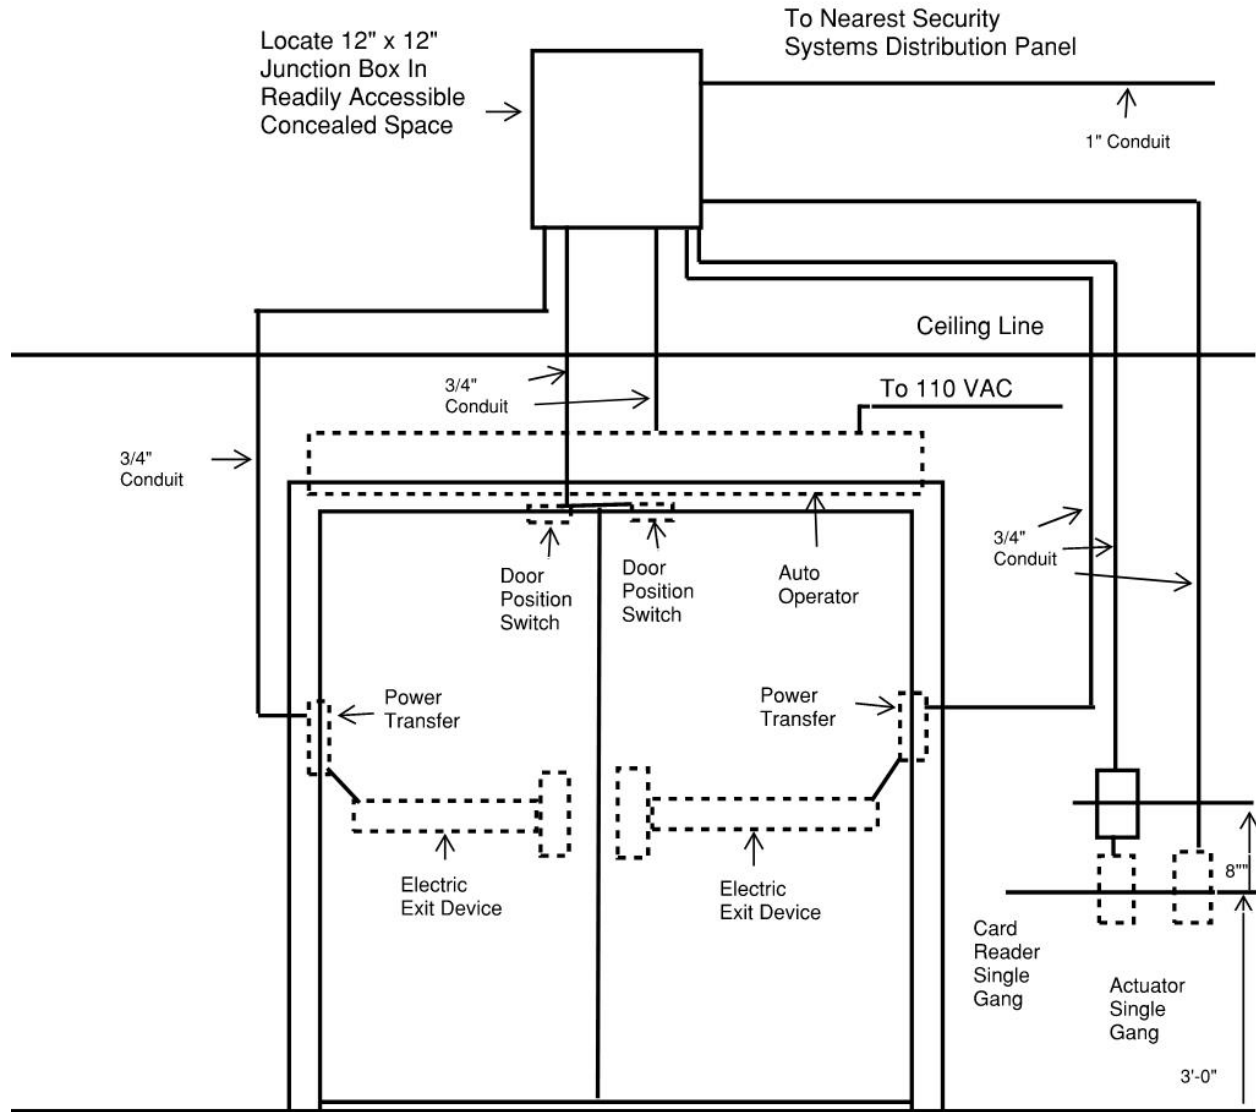 To Nearest Security
Systems Distribution Panel
Locate 12" x 12"
Junction Box In
Readily Accessible
Concealed Space
1" Conduit
Ceiling Line
3/4"
Conduit
To 110 VAC
3/4"
Conduit
3/4"
Conduit
Door
Position
Switch
Door
Position
Switch
Auto
Operator
Power
Transfer
Power
Transfer
8""
Electric
Exit Device
Electric
Exit Device
Card
Reader
Single
Gang
Actuator
Single
Gang
3'-0"